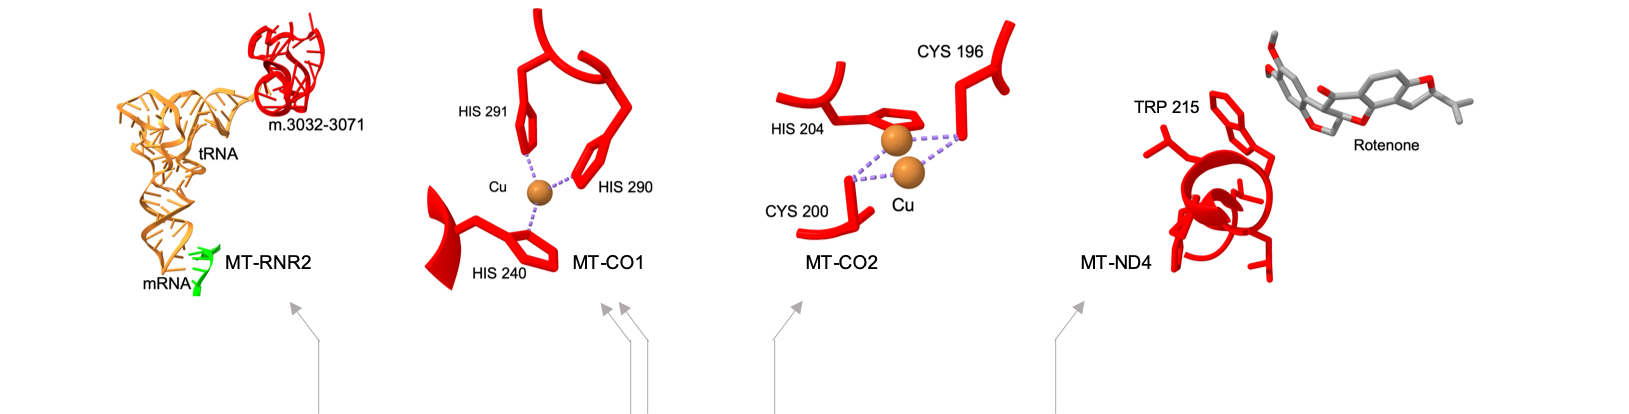 m.3032-3071
tRNA
mRNA
MT-RNR2
HIS 291
Cu
HIS 290
HIS 240
MT-CO1
CYS 196
HIS 204
CYS 200
Cu
MT-CO2
TRP 215
Rotenone
MT-ND4